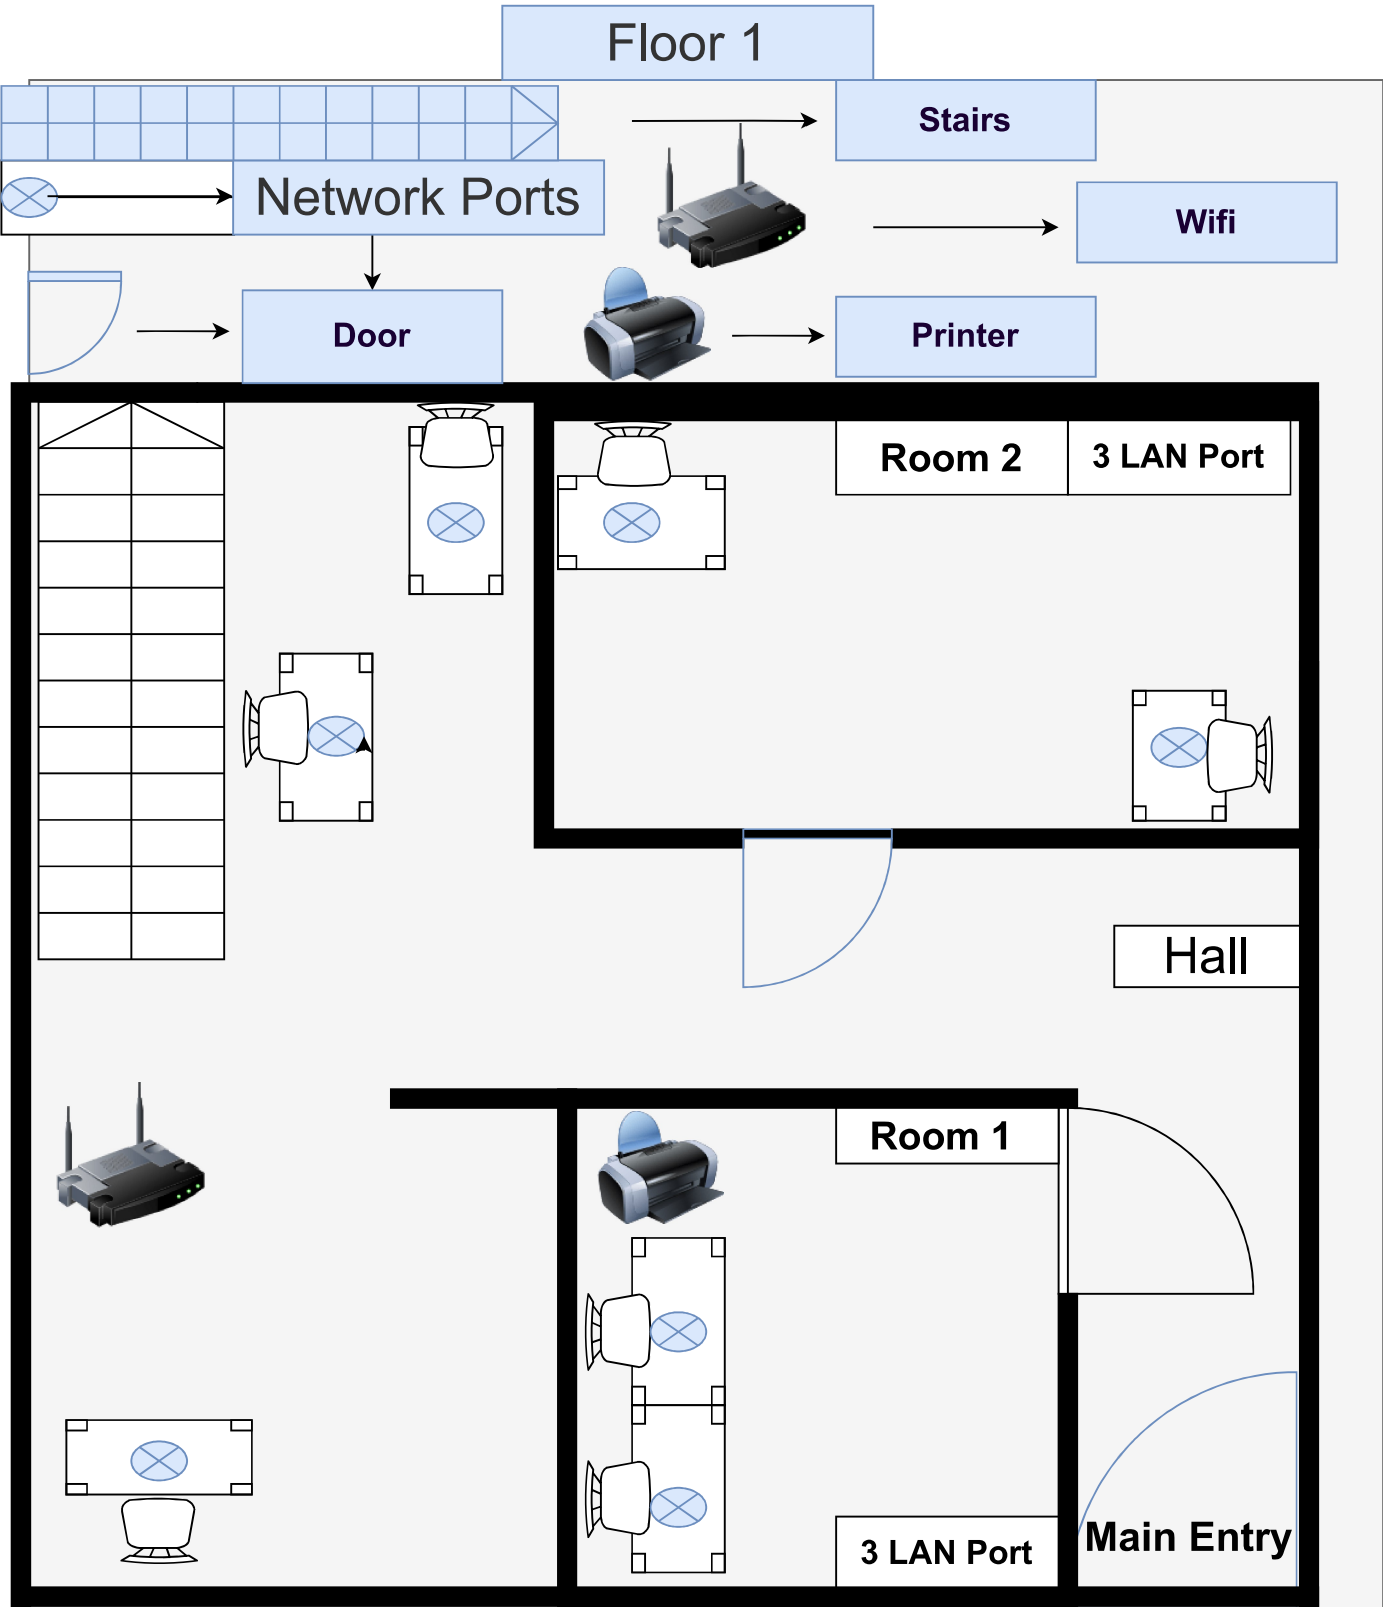 Floor 1
Stairs
Network Ports
Wifi
Door
Printer
Room 2
3 LAN Port
Hall
Room 1
Main Entry
3 LAN Port